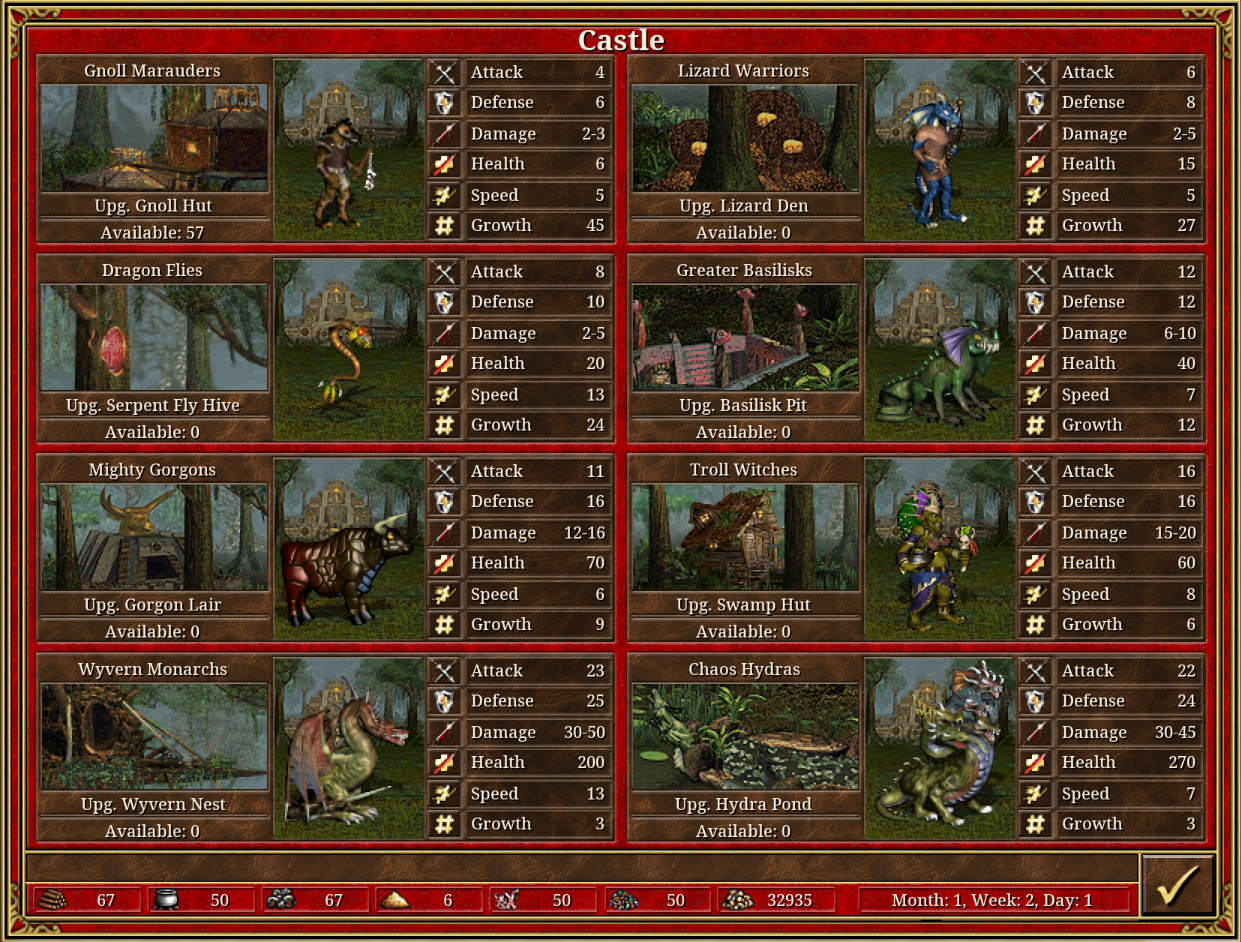 Castle
Gnoll Marauders
Attack 4
Defense 6
Damage 2-3
Health 6
Speed 5
Growth 45
Upg. Gnoll Hut
Available: 57
Lizard Warriors
Attack 6
Defense 8
Damage 2-5
Health 15
Speed 5
Growth 27
Upg. Lizard Den
Available: 0
Dragon Flies
Attack 8
Defense 10
Damage 2-5
Health 20
Speed 13
Growth 24
Upg. Serpent Fly Hive
Available: 0
Greater Basilisks
Attack 12
Defense 12
Damage 6-10
Health 40
Speed 7
Growth 12
Upg. Basilisk Pit
Available: 0
Mighty Gorgons
Attack 11
Defense 16
Damage 12-16
Health 70
Speed 6
Growth 9
Upg. Gorgon Lair
Available: 0
Troll Witches
Attack 16
Defense 16
Damage 15-20
Health 60
Speed 8
Growth 6
Upg. Swamp Hut
Available: 0
Wyvern Monarchs
Attack 23
Defense 25
Damage 30-50
Health 200
Speed 13
Growth 3
Upg. Wyvern Nest
Available: 0
Chaos Hydras
Attack 22
Defense 24
Damage 30-45
Health 270
Speed 7
Growth 3
Upg. Hydra Pond
Available: 0
67 50 67 6 50 50 32935 Month: 1, Week: 2, Day: 1